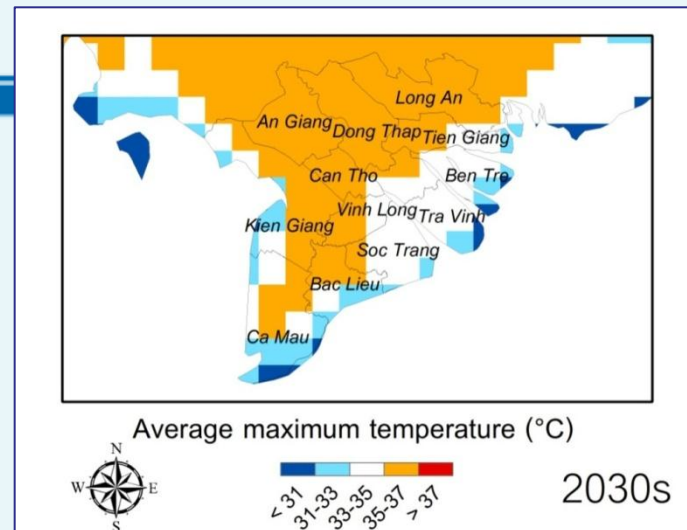 Long An
An Giang
Dong Thap
Tien Giang
Can Tho
Ben Tre
Vinh Long
Tra Vinh
Kien Giang
Soc Trang
Bac Lieu
Ca Mau
Average maximum temperature (°C)
N
W
E
S
< 31
31-33
33-35
35-37
> 37
2030s